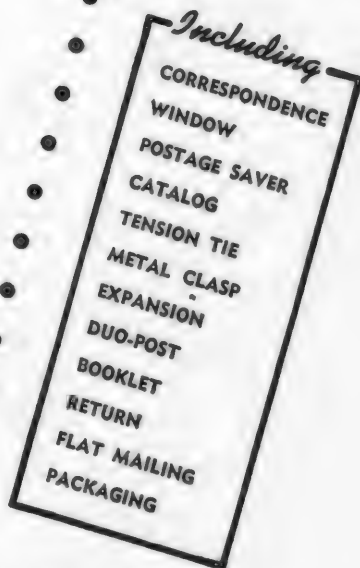 Including
CORRESPONDENCE
WINDOW
POSTAGE SAVER
CATALOG
TENSION TIE
METAL CLASP
EXPANSION
DUO-POST
BOOKLET
RETURN
FLAT MAILING
PACKAGING